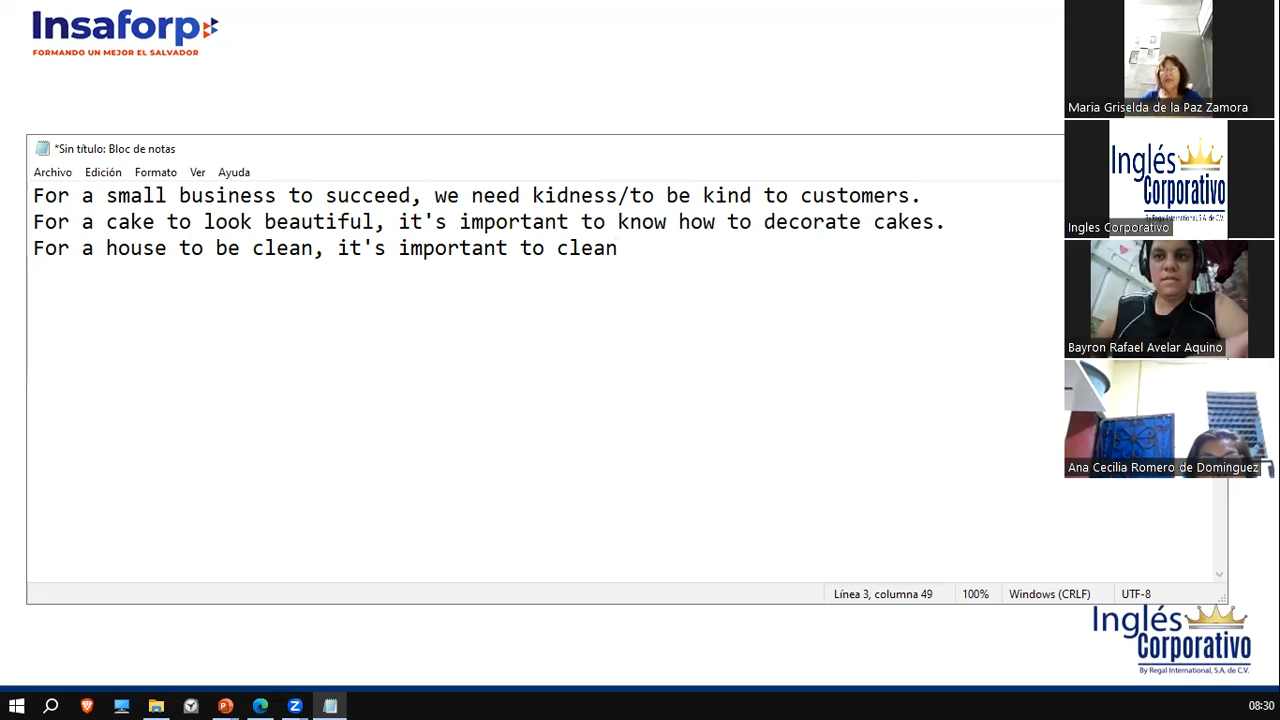 Insaforp
FORMANDO UN MEJOR EL SALVADOR
*Sin título: Bloc de notas
Archivo Edición Formato Ver Ayuda
For a small business to succeed, we need kidness/to be kind to customers.
For a cake to look beautiful, it's important to know how to decorate cakes.
For a house to be clean, it's important to clean
Línea 3, columna 49 100% Windows (CRLF) UTF-8
Maria Griselda de la Paz Zamora
Inglés
Corporativo
Ingles Corporativo
Bayron Rafael Avelar Aquino
Ana Cecilia Romero de Dominguez
Inglés
Corporativo
By Regal International, S.A. de C.V.
08:30